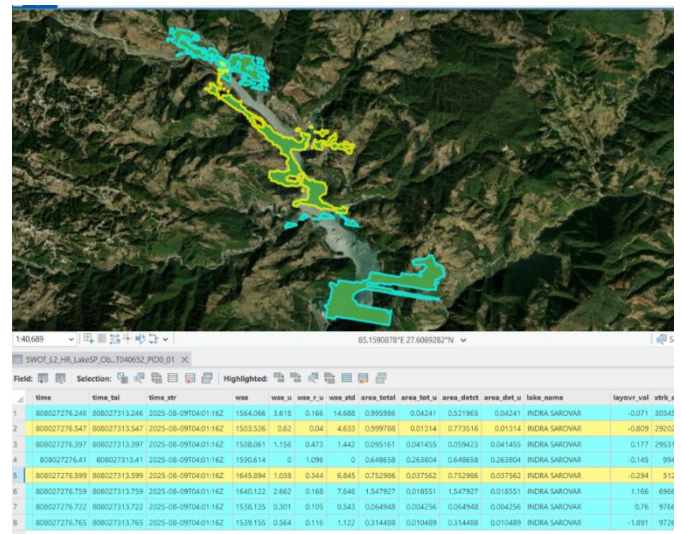 1:40,689 85.1590878°E 27.6089282°N
SWOT_L2_HR_LakeSP_Ob...T040652_PID0_01
Field: Selection: Highlighted:
time time_tai time_str wse wse_u wse_r_u wse_std area_total area_tot_u area_detct area_det_u lake_name layovr_val xtrk_
1 808027276.246 808027313.246 2025-08-09T04:01:16Z 1564.066 3.618 0.166 14.688 0.995986 0.04241 0.521965 0.04241 INDRA SAROVAR -0.071 30345
2 808027276.547 808027313.547 2025-08-09T04:01:16Z 1503.526 0.62 0.04 4.633 0.999788 0.01314 0.773516 0.01314 INDRA SAROVAR -0.809 29202
3 808027276.397 808027313.397 2025-08-09T04:01:16Z 1508.061 1.156 0.473 1.442 0.095161 0.041455 0.059423 0.041455 INDRA SAROVAR 0.177 29531
4 808027276.41 808027313.41 2025-08-09T04:01:16Z 1590.614 0 1.096 0 0.648658 0.263804 0.648658 0.263804 INDRA SAROVAR -0.145 994
5 808027276.599 808027313.599 2025-08-09T04:01:16Z 1645.894 1.038 0.344 6.845 0.752986 0.037562 0.752986 0.037562 INDRA SAROVAR -0.294 512
6 808027276.759 808027313.759 2025-08-09T04:01:16Z 1640.122 2.662 0.168 7.646 1.547927 0.018551 1.547927 0.018551 INDRA SAROVAR 1.166 6966
7 808027276.722 808027313.722 2025-08-09T04:01:16Z 1538.135 0.301 0.105 0.543 0.064948 0.004256 0.064948 0.004256 INDRA SAROVAR 0.76 9766
8 808027276.765 808027313.765 2025-08-09T04:01:16Z 1539.155 0.564 0.116 1.122 0.314488 0.010489 0.314488 0.010489 INDRA SAROVAR -1.891 9726